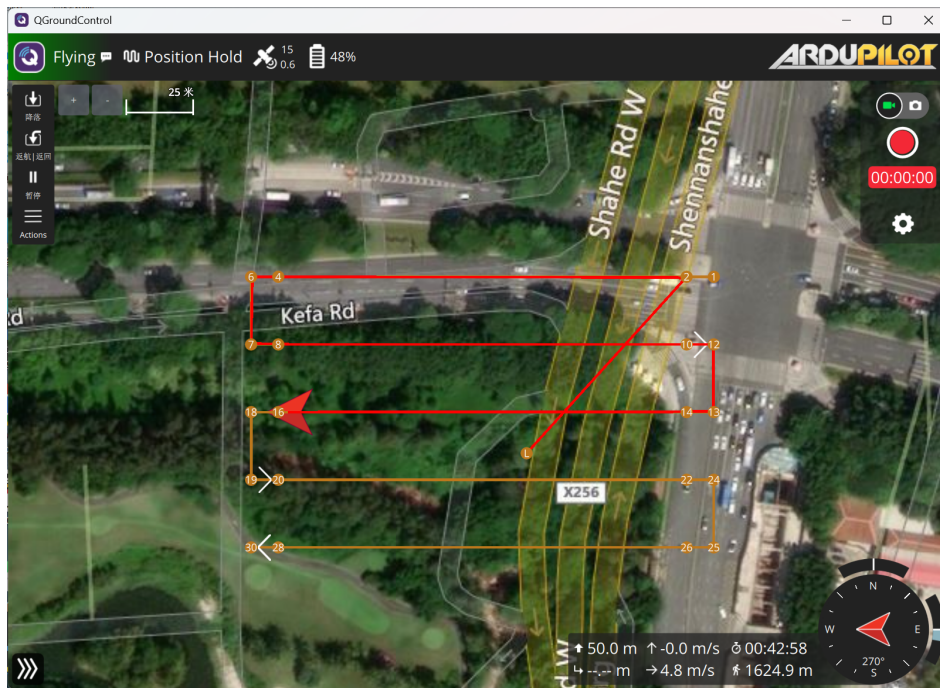 QGroundControl
Flying
Position Hold
15
0.6
48%
ARDUPILOT
+
-
25 米
降落
返航|返回
暂停
Actions
00:00:00
Shahe Rd W
Shennanshahe
6
4
2
1
Rd
Kefa Rd
7
8
10
12
18
16
14
13
L
19
20
22
24
X256
30
28
26
25
d W
N
W
E
270°
S
50.0 m
-0.0 m/s
00:42:58
--.-- m
4.8 m/s
1624.9 m